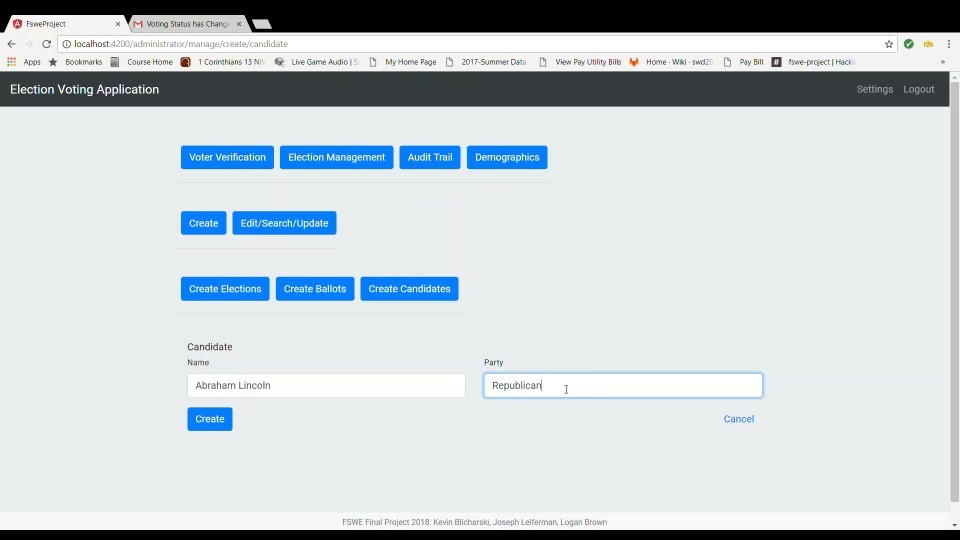 FsweProject
Voting Status has Chang
localhost:4200/administrator/manage/create/candidate
Apps Bookmarks Course Home 1 Corinthians 13 NI Live Game Audio | S My Home Page 2017-Summer Data View Pay Utility Bills Home · Wiki · swd2 Pay Bill fswe-project | Hack »
Election Voting Application
Settings Logout
Voter Verification Election Management Audit Trail Demographics
Create Edit/Search/Update
Create Elections Create Ballots Create Candidates
Candidate
Name Party
Abraham Lincoln Republican
Create Cancel
FSWE Final Project 2018: Kevin Blicharski, Joseph Leiferman, Logan Brown